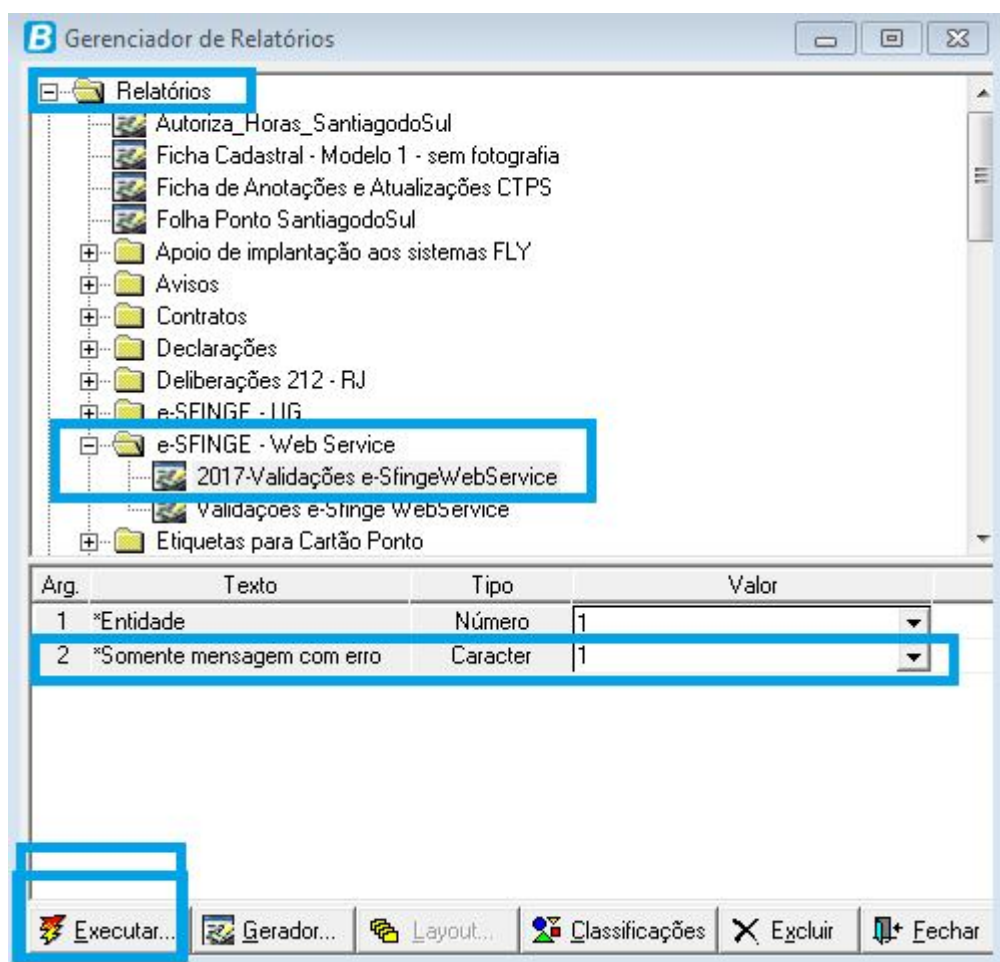 B Gerenciador de Relatórios
Relatórios
Autoriza_Horas_SantiagodoSul
Ficha Cadastral - Modelo 1 - sem fotografia
Ficha de Anotações e Atualizações CTPS
Folha Ponto SantiagodoSul
Apoio de implantação aos sistemas FLY
Avisos
Contratos
Declarações
Deliberações 212 - RJ
e-SFINGE - UG
e-SFINGE - Web Service
2017-Validações e-SfingeWebService
Validações e-Sfinge WebService
Etiquetas para Cartão Ponto
Arg. Texto Tipo Valor
1 *Entidade Número 1
2 *Somente mensagem com erro Caracter 1
Executar... Gerador... Layout... Classificações Excluir Fechar